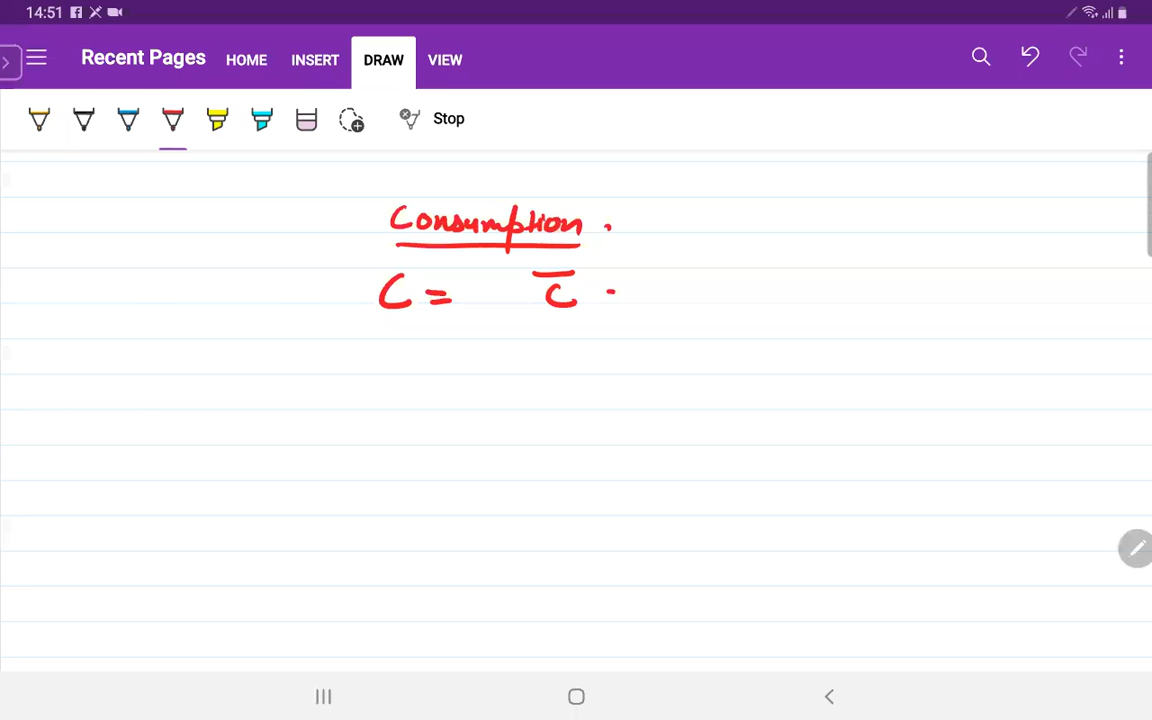 14:51
Recent Pages HOME INSERT DRAW VIEW
Stop
Consumption .
C = c̅ -